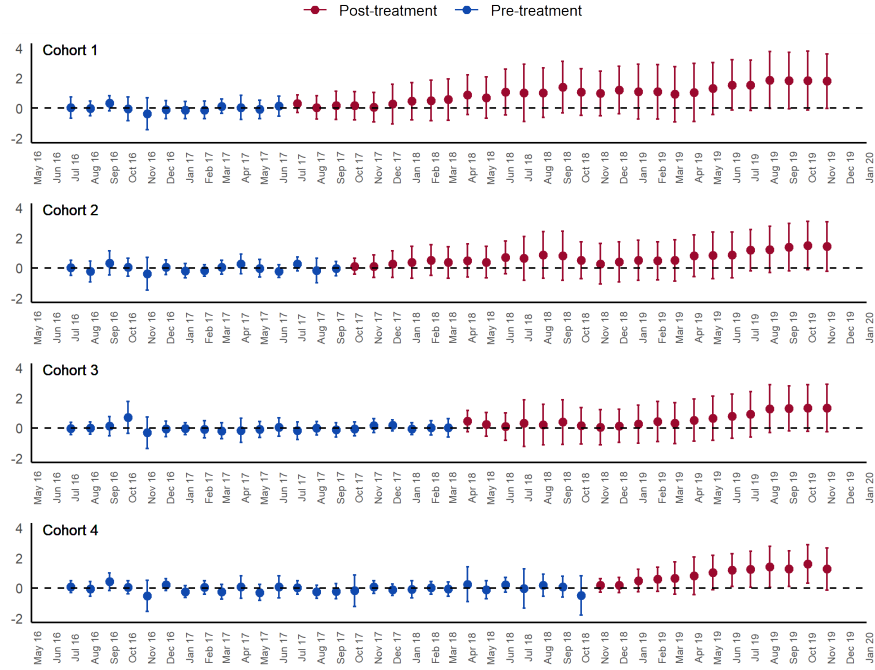 Post-treatment Pre-treatment
Cohort 1
4
2
0
-2
May 16 Jun 16 Jul 16 Aug 16 Sep 16 Oct 16 Nov 16 Dec 16 Jan 17 Feb 17 Mar 17 Apr 17 May 17 Jun 17 Jul 17 Aug 17 Sep 17 Oct 17 Nov 17 Dec 17 Jan 18 Feb 18 Mar 18 Apr 18 May 18 Jun 18 Jul 18 Aug 18 Sep 18 Oct 18 Nov 18 Dec 18 Jan 19 Feb 19 Mar 19 Apr 19 May 19 Jun 19 Jul 19 Aug 19 Sep 19 Oct 19 Nov 19 Dec 19 Jan 20
Cohort 2
4
2
0
-2
May 16 Jun 16 Jul 16 Aug 16 Sep 16 Oct 16 Nov 16 Dec 16 Jan 17 Feb 17 Mar 17 Apr 17 May 17 Jun 17 Jul 17 Aug 17 Sep 17 Oct 17 Nov 17 Dec 17 Jan 18 Feb 18 Mar 18 Apr 18 May 18 Jun 18 Jul 18 Aug 18 Sep 18 Oct 18 Nov 18 Dec 18 Jan 19 Feb 19 Mar 19 Apr 19 May 19 Jun 19 Jul 19 Aug 19 Sep 19 Oct 19 Nov 19 Dec 19 Jan 20
Cohort 3
4
2
0
-2
May 16 Jun 16 Jul 16 Aug 16 Sep 16 Oct 16 Nov 16 Dec 16 Jan 17 Feb 17 Mar 17 Apr 17 May 17 Jun 17 Jul 17 Aug 17 Sep 17 Oct 17 Nov 17 Dec 17 Jan 18 Feb 18 Mar 18 Apr 18 May 18 Jun 18 Jul 18 Aug 18 Sep 18 Oct 18 Nov 18 Dec 18 Jan 19 Feb 19 Mar 19 Apr 19 May 19 Jun 19 Jul 19 Aug 19 Sep 19 Oct 19 Nov 19 Dec 19 Jan 20
Cohort 4
4
2
0
-2
May 16 Jun 16 Jul 16 Aug 16 Sep 16 Oct 16 Nov 16 Dec 16 Jan 17 Feb 17 Mar 17 Apr 17 May 17 Jun 17 Jul 17 Aug 17 Sep 17 Oct 17 Nov 17 Dec 17 Jan 18 Feb 18 Mar 18 Apr 18 May 18 Jun 18 Jul 18 Aug 18 Sep 18 Oct 18 Nov 18 Dec 18 Jan 19 Feb 19 Mar 19 Apr 19 May 19 Jun 19 Jul 19 Aug 19 Sep 19 Oct 19 Nov 19 Dec 19 Jan 20